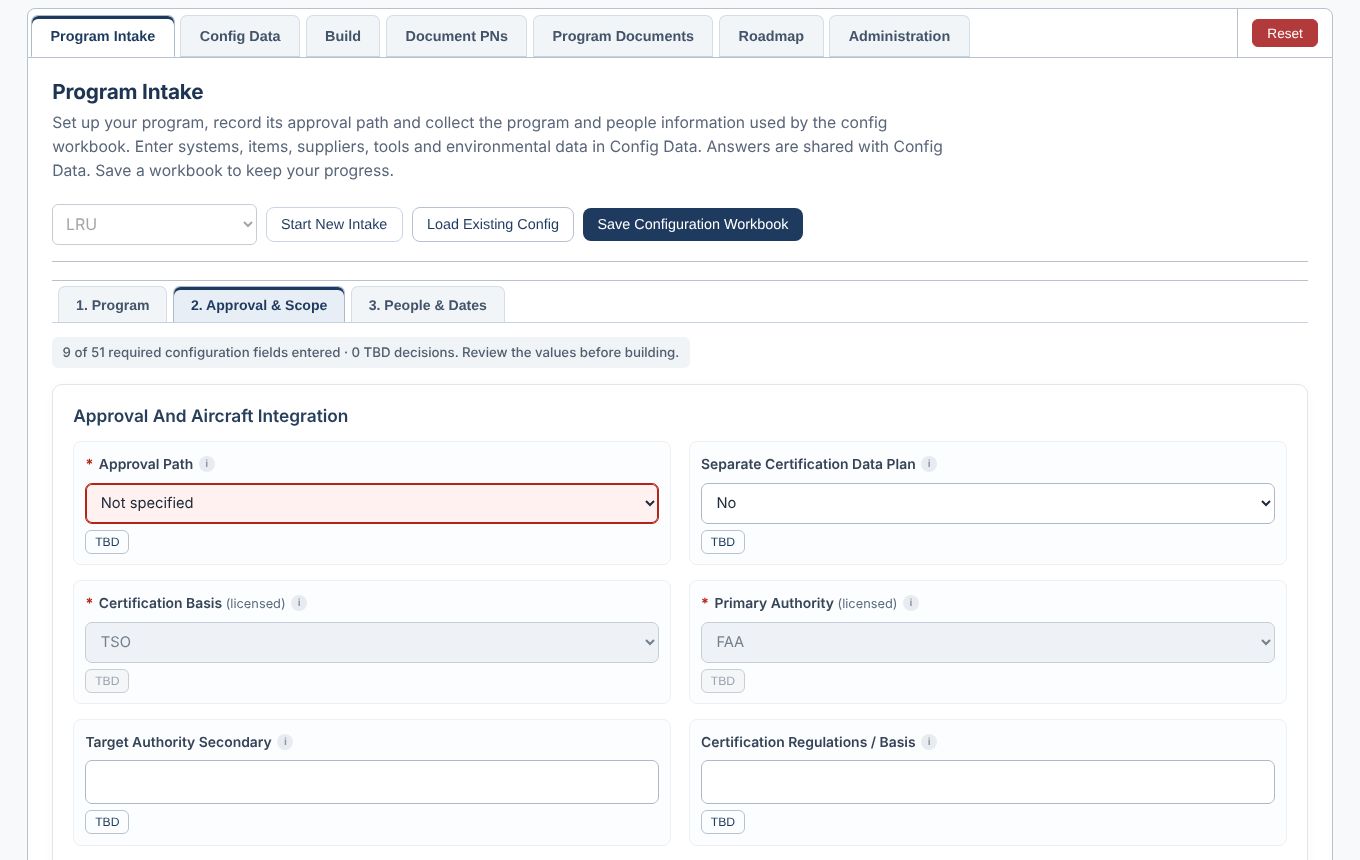 Program Intake
Config Data
Build
Document PNs
Program Documents
Roadmap
Administration
Reset
Program Intake
Set up your program, record its approval path and collect the program and people information used by the config
workbook. Enter systems, items, suppliers, tools and environmental data in Config Data. Answers are shared with Config
Data. Save a workbook to keep your progress.
LRU
Start New Intake
Load Existing Config
Save Configuration Workbook
1. Program
2. Approval & Scope
3. People & Dates
9 of 51 required configuration fields entered · 0 TBD decisions. Review the values before building.
Approval And Aircraft Integration
* Approval Path i
Not specified
TBD
Separate Certification Data Plan i
No
TBD
* Certification Basis (licensed) i
TSO
TBD
* Primary Authority (licensed) i
FAA
TBD
Target Authority Secondary i
TBD
Certification Regulations / Basis i
TBD